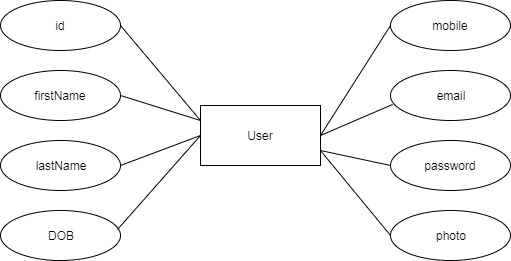 id
firstName
lastName
DOB
User
mobile
email
password
photo